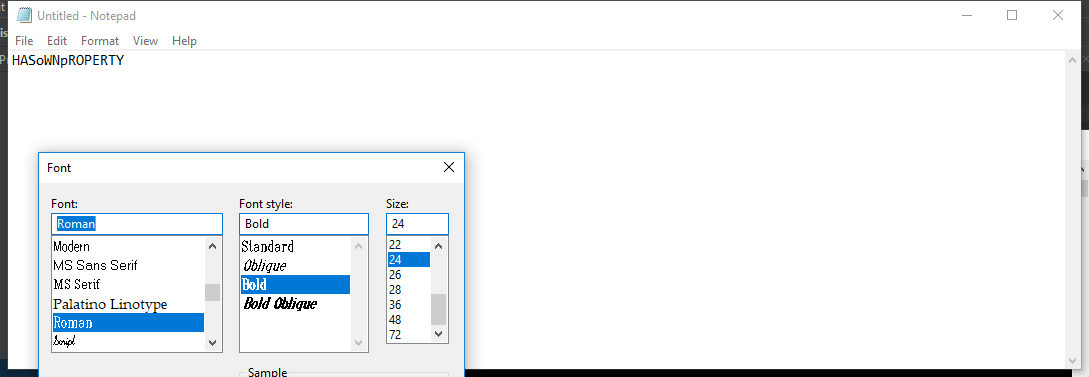 Untitled - Notepad
File Edit Format View Help
HASoWNpROPERTY
Font
Font: Font style: Size:
Roman Bold 24
Modern Standard 22
MS Sans Serif Oblique 24
MS Serif Bold 26
Palatino Linotype Bold Oblique 28
Roman 36
Script 48
72
Sample